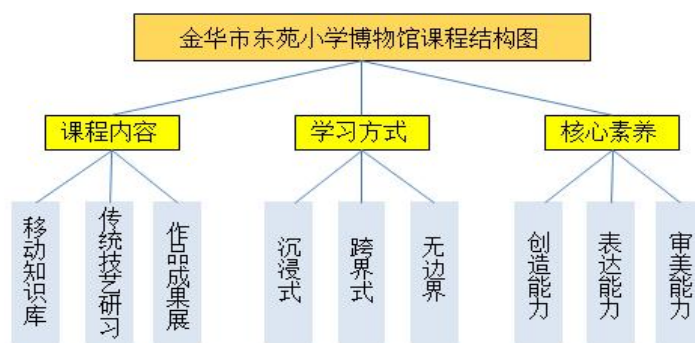 金华市东苑小学博物馆课程结构图
课程内容
学习方式
核心素养
移动知识库
传统技艺研习
作品成果展
沉浸式
跨界式
无边界
创造能力
表达能力
审美能力